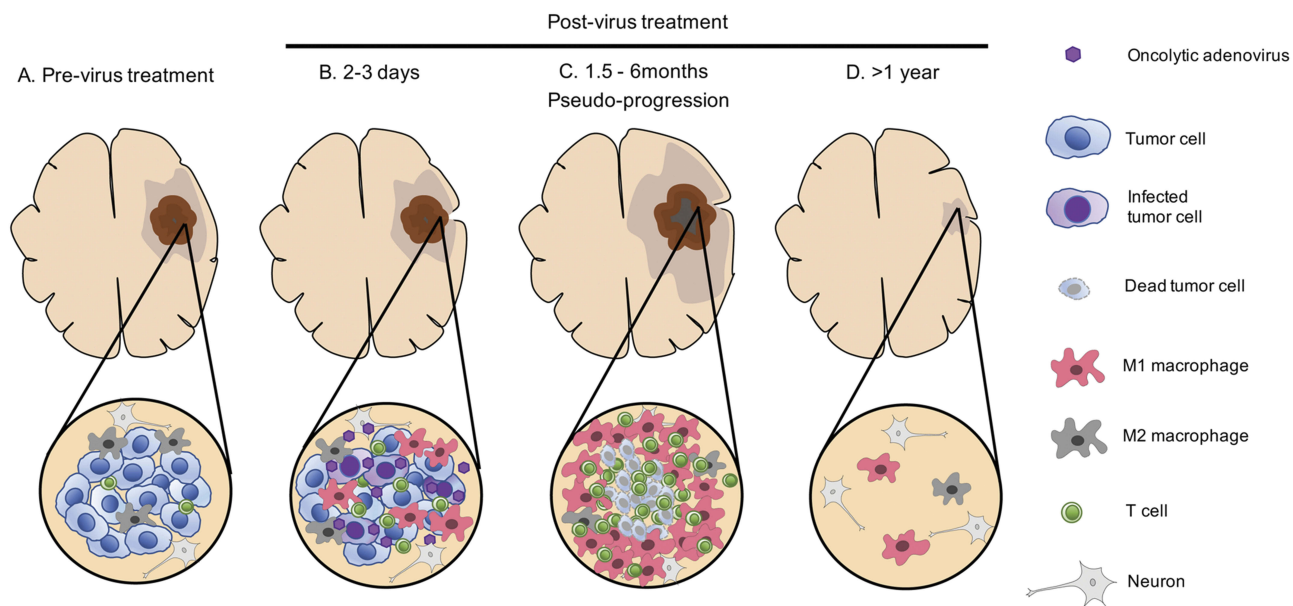 Post-virus treatment
A. Pre-virus treatment
B. 2-3 days
C. 1.5 - 6months
Pseudo-progression
D. >1 year
Oncolytic adenovirus
Tumor cell
Infected
tumor cell
Dead tumor cell
M1 macrophage
M2 macrophage
T cell
Neuron